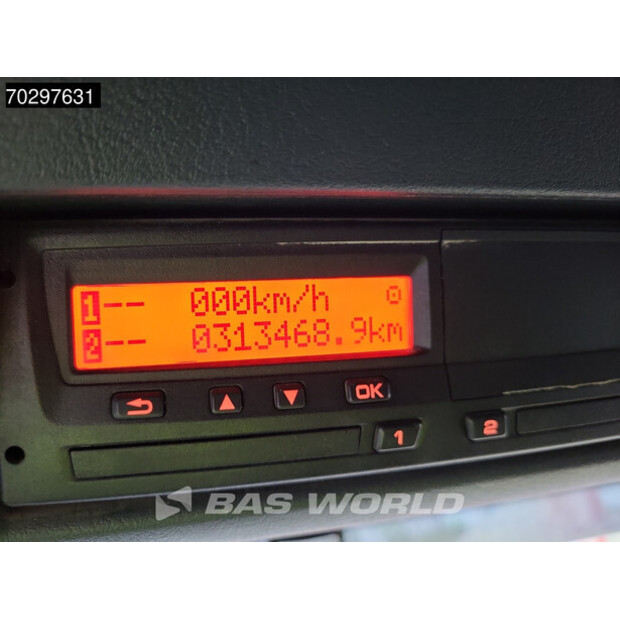 70297631
1-- 000km/h
2-- 0313468.9km
OK
1
2
BAS WORLD